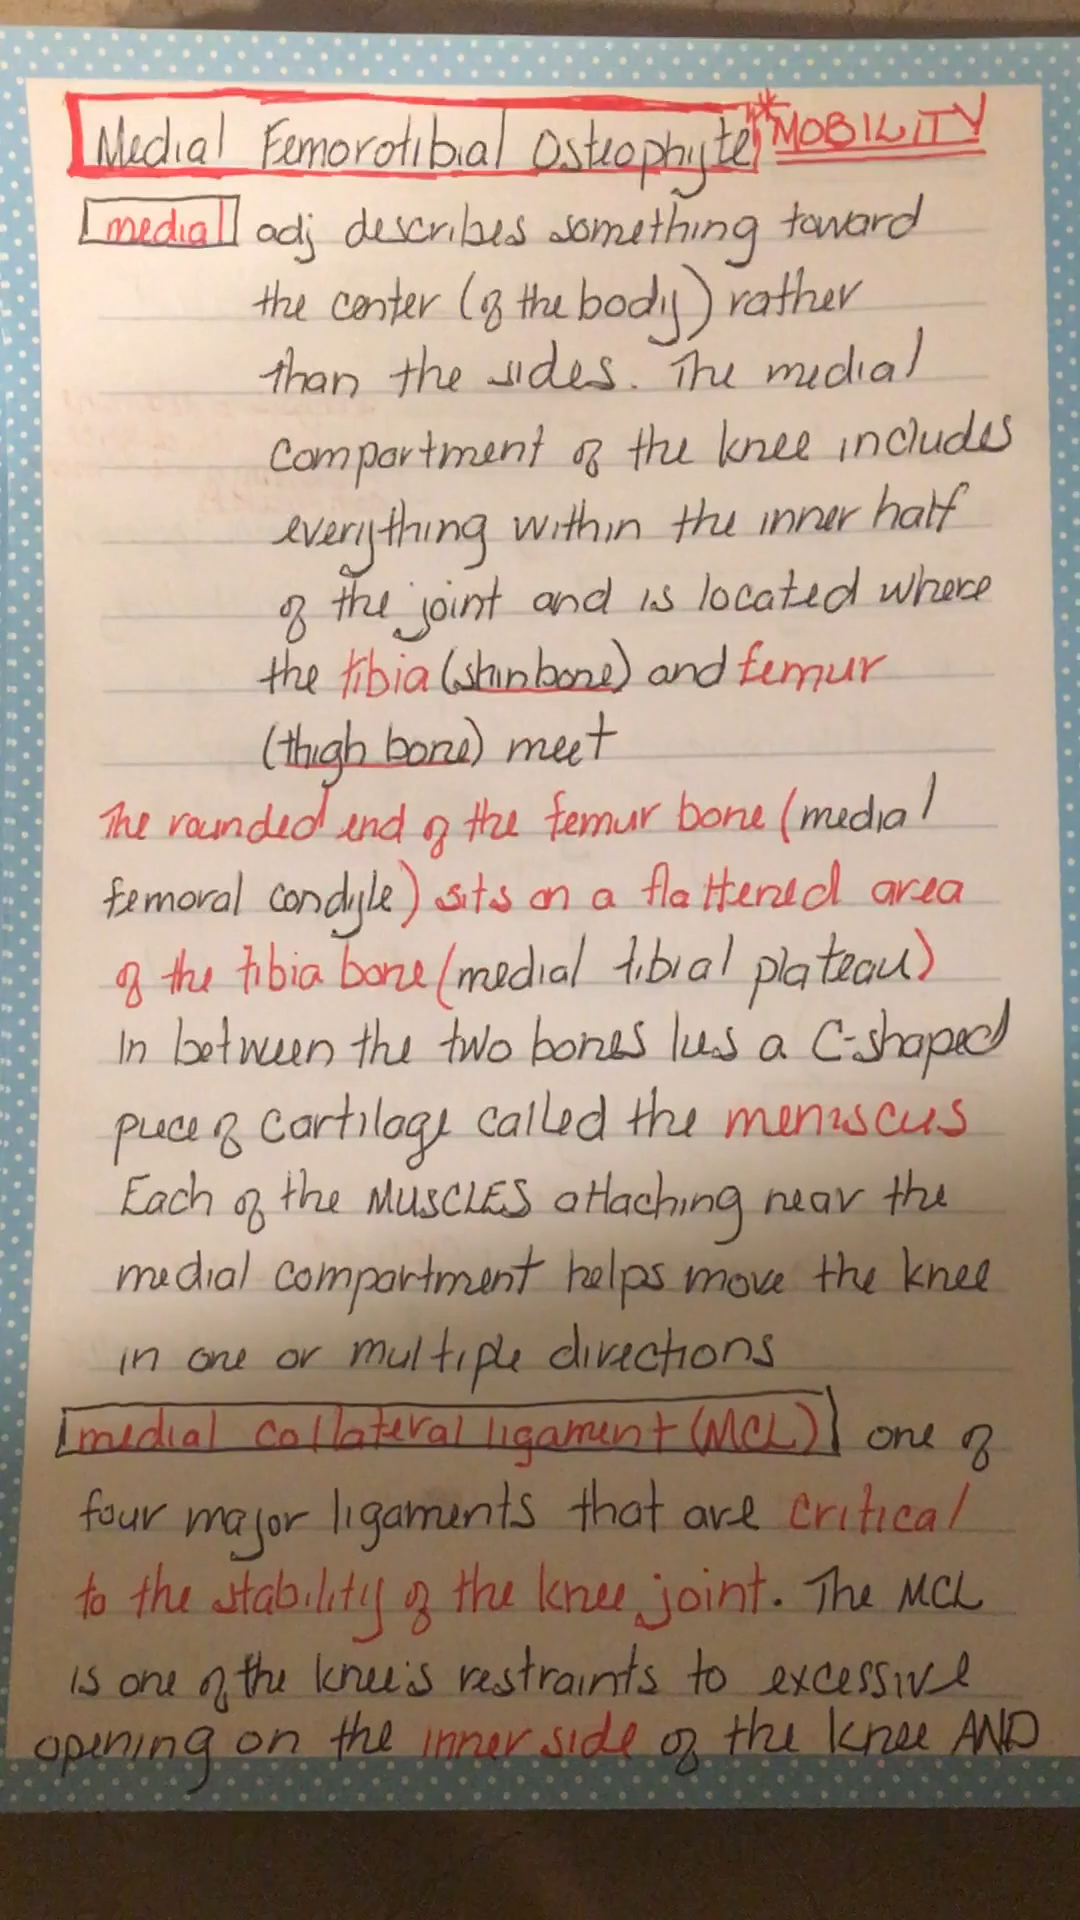 Medial Femorotibial Osteophyte *MOBILITY
medial adj describes something toward
the center (of the body) rather
than the sides. The medial
compartment of the knee includes
everything within the inner half
of the joint and is located where
the tibia (shinbone) and femur
(thigh bone) meet
The rounded end of the femur bone (medial
femoral condyle) sits on a flattened area
of the tibia bone (medial tibial plateau)
In between the two bones lies a C-shaped
piece of cartilage called the meniscus
Each of the MUSCLES attaching near the
medial compartment helps move the knee
in one or multiple directions
medial collateral ligament (MCL) one of
four major ligaments that are critical
to the stability of the knee joint. The MCL
is one of the knee's restraints to excessive
opening on the inner side of the knee AND